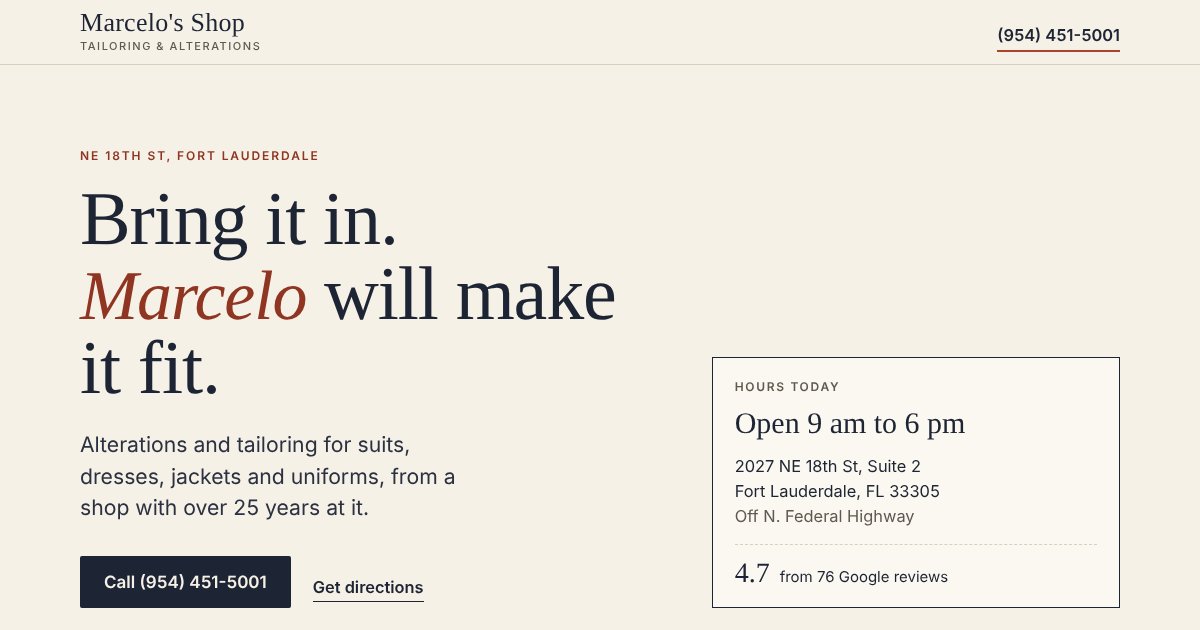 Marcelo's Shop
TAILORING & ALTERATIONS
(954) 451-5001
NE 18TH ST, FORT LAUDERDALE
Bring it in.
Marcelo will make
it fit.
Alterations and tailoring for suits,
dresses, jackets and uniforms, from a
shop with over 25 years at it.
Call (954) 451-5001
Get directions
HOURS TODAY
Open 9 am to 6 pm
2027 NE 18th St, Suite 2
Fort Lauderdale, FL 33305
Off N. Federal Highway
4.7 from 76 Google reviews